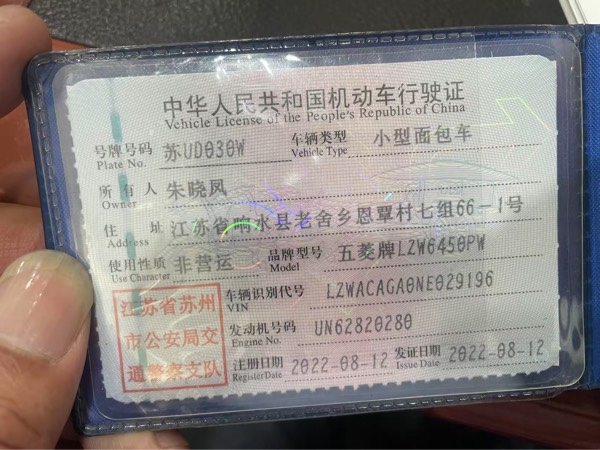 中华人民共和国机动车行驶证
Vehicle License of the People's Republic of China
号牌号码 苏UD030W 车辆类型 小型面包车
Plate No. Vehicle Type
所有人 朱晓凤
Owner
住址 江苏省响水县老舍乡恩覃村七组66-1号
Address
使用性质 非营运 品牌型号 五菱牌LZW6450PW
Use Character Model
江苏省苏州
市公安局交
通警察支队
车辆识别代号 LZWACAGA0NE029196
VIN
发动机号码 UN62820280
Engine No.
注册日期 2022-08-12 发证日期 2022-08-12
Register Date Issue Date